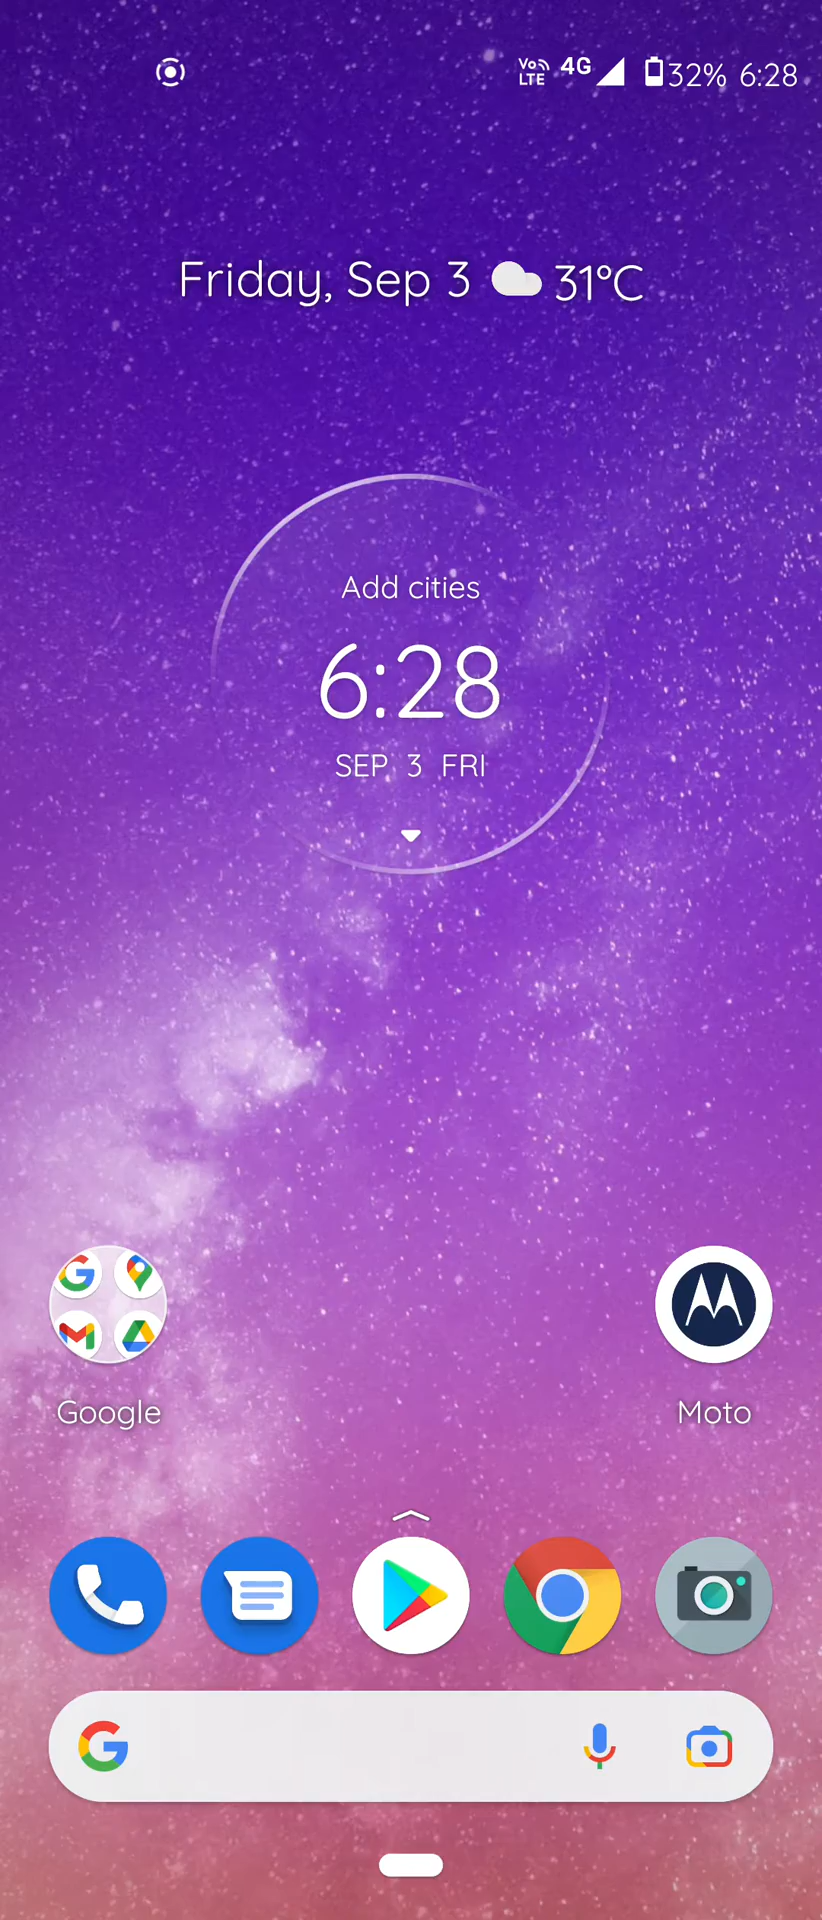 VoLTE 4G 32% 6:28
Friday, Sep 3 31°C
Add cities
6:28
SEP 3 FRI
Google Moto